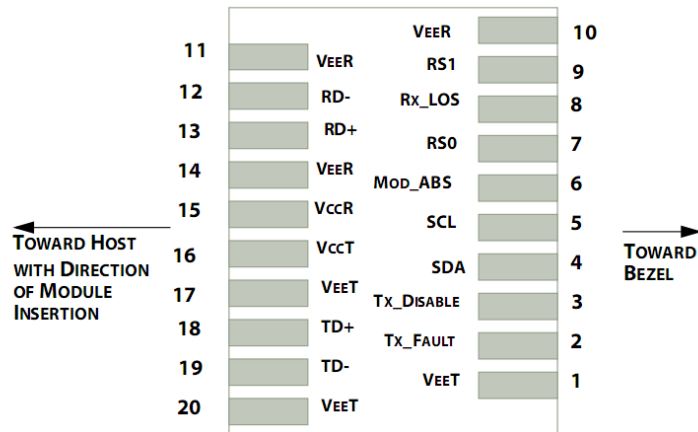 11 VEER
12 RD-
13 RD+
14 VEER
15 VCCR
16 VCCT
17 VEET
18 TD+
19 TD-
20 VEET
VEER 10
RS1 9
RX_LOS 8
RS0 7
MOD_ABS 6
SCL 5
SDA 4
TX_DISABLE 3
TX_FAULT 2
VEET 1
TOWARD HOST
WITH DIRECTION
OF MODULE
INSERTION
TOWARD
BEZEL